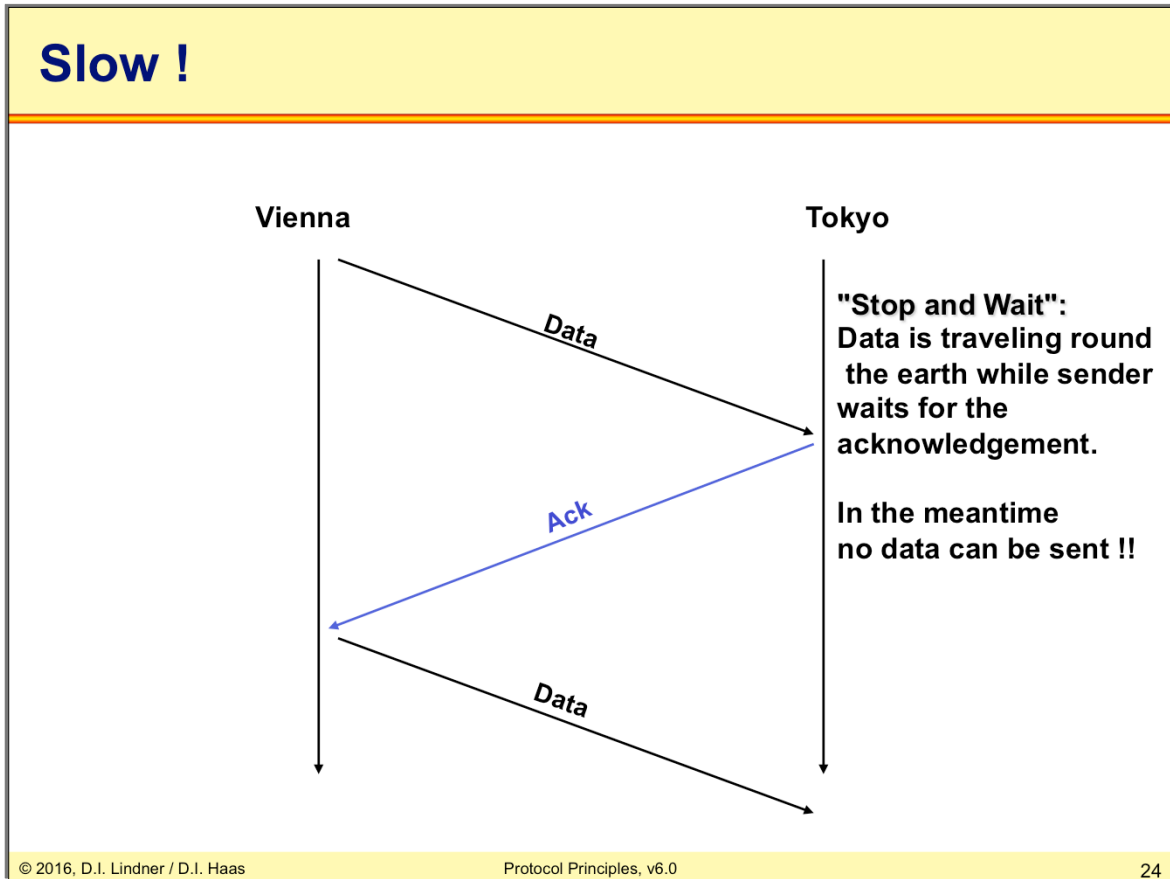 Slow !
Vienna
Tokyo
Data
"Stop and Wait":
Data is traveling round
the earth while sender
waits for the
acknowledgement.
Ack
In the meantime
no data can be sent !!
Data
© 2016, D.I. Lindner / D.I. Haas
Protocol Principles, v6.0
24